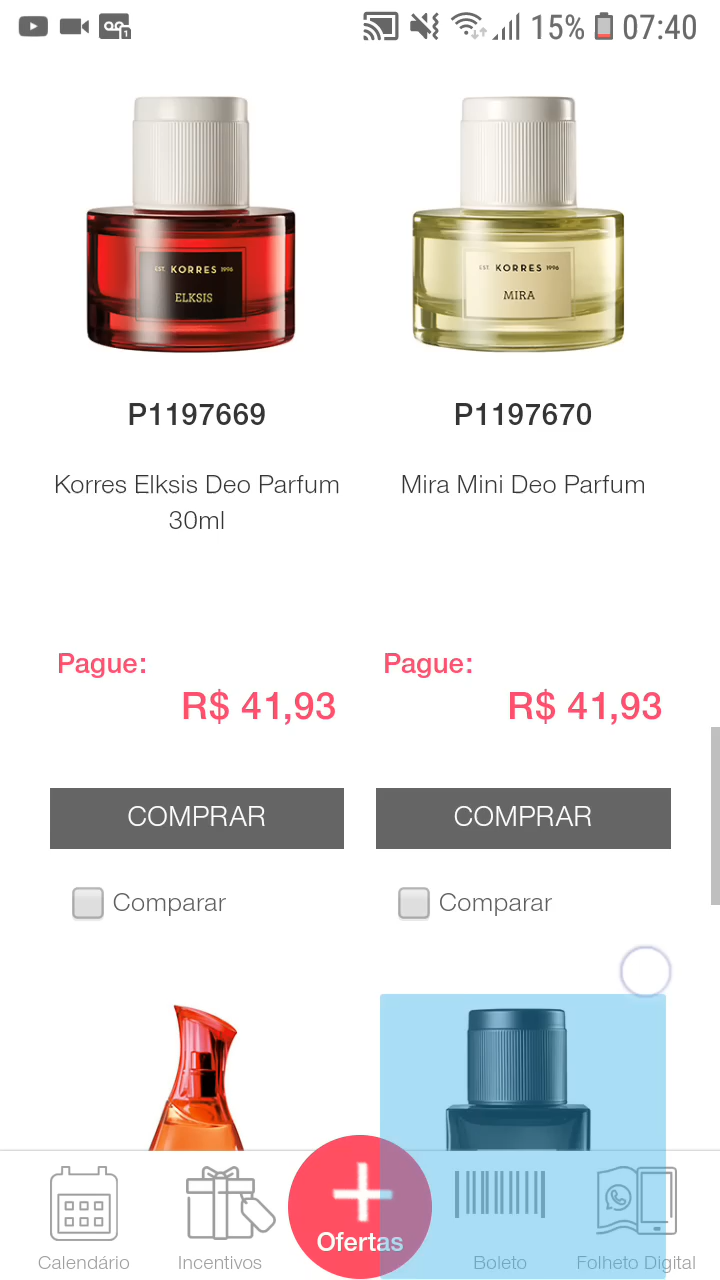 15% 07:40
EST. KORRES 1996
ELKSIS
EST. KORRES 1996
MIRA
P1197669
P1197670
Korres Elksis Deo Parfum
30ml
Mira Mini Deo Parfum
Pague:
R$ 41,93
Pague:
R$ 41,93
COMPRAR
COMPRAR
Comparar
Comparar
Calendário
Incentivos
Ofertas
Boleto
Folheto Digital